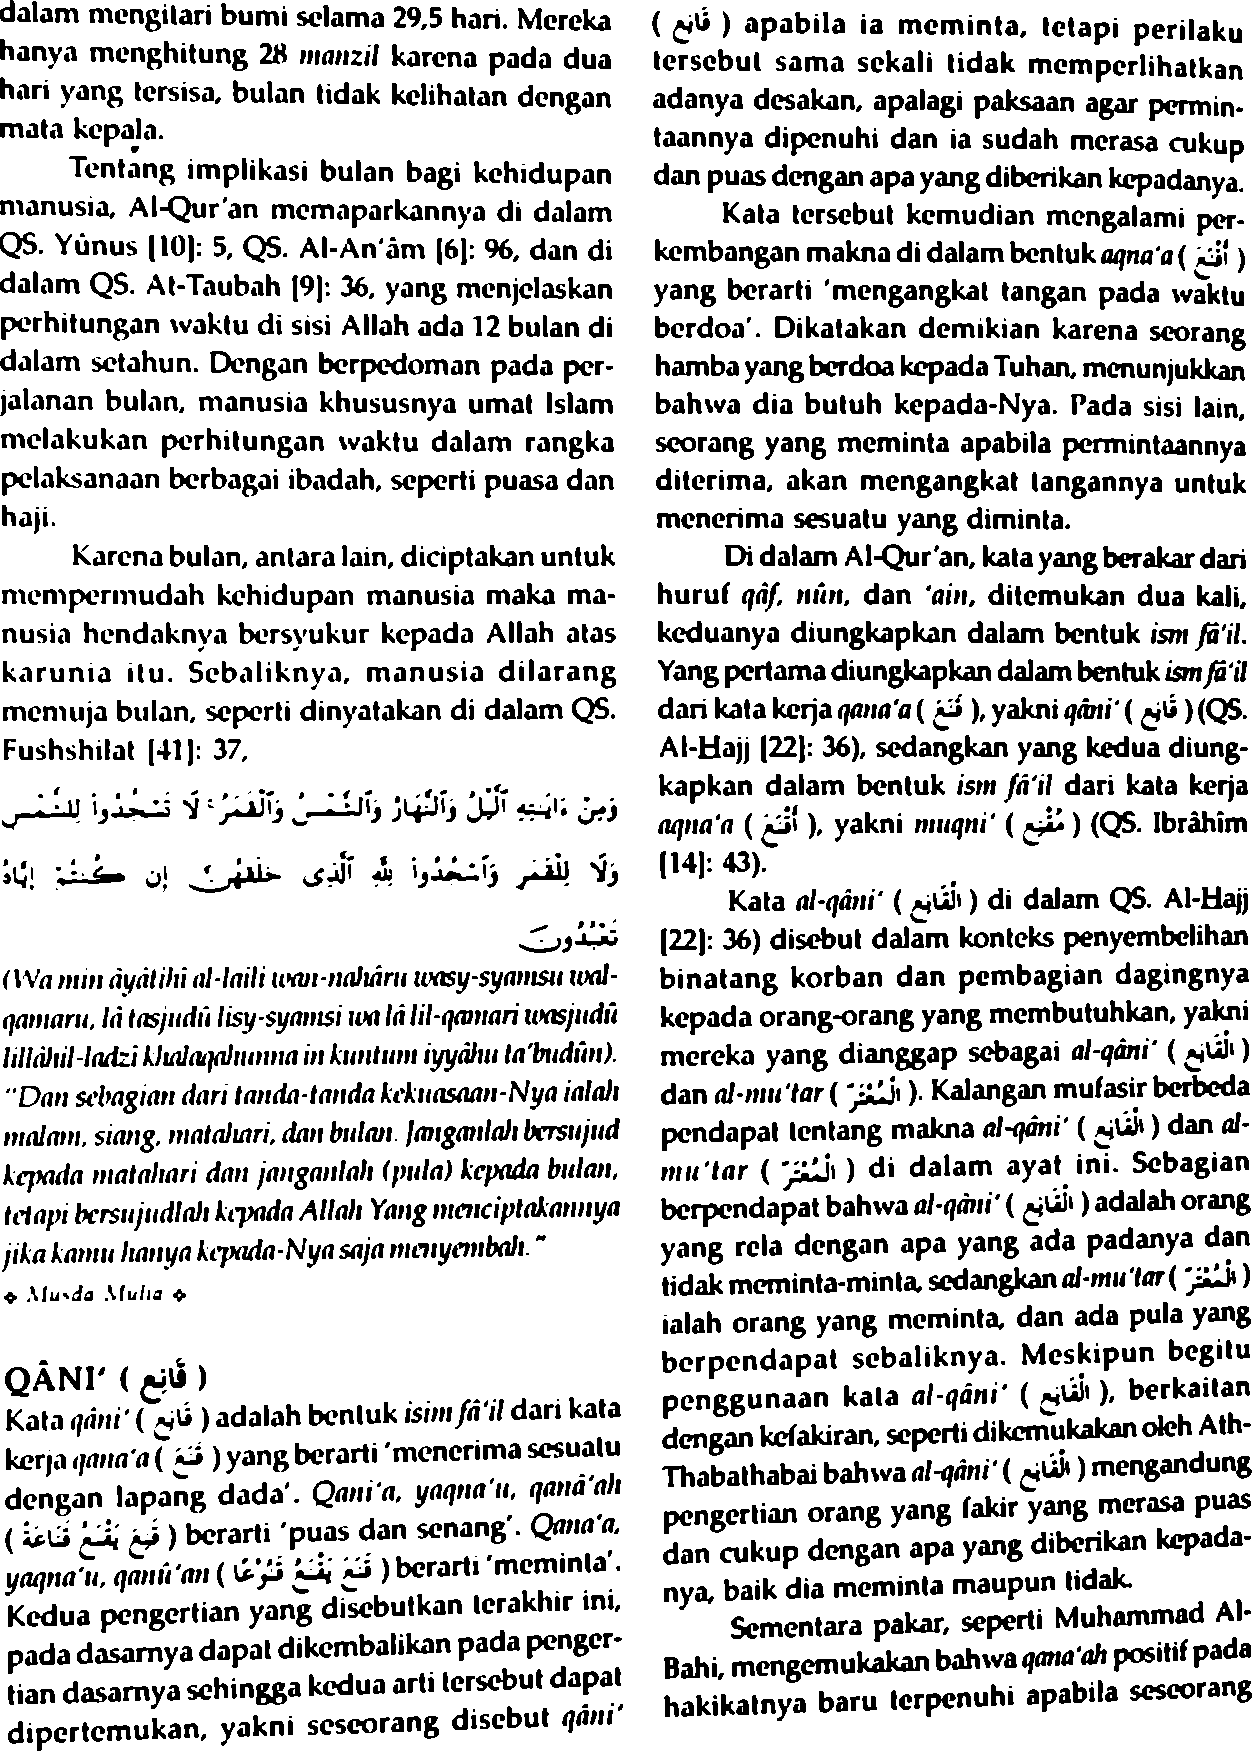 dalam mengitari bumi selama 29,5 hari. Mereka
hanya menghitung 28 manzil karena pada dua
hari yang tersisa, bulan tidak kelihatan dengan
mata kepala.
Tentang implikasi bulan bagi kehidupan
manusia, Al-Qur'an memaparkannya di dalam
QS. Yûnus [10]: 5, QS. Al-An'âm [6]: 96, dan di
dalam QS. At-Taubah [9]: 36, yang menjelaskan
perhitungan waktu di sisi Allah ada 12 bulan di
dalam setahun. Dengan berpedoman pada per-
jalanan bulan, manusia khususnya umat Islam
melakukan perhitungan waktu dalam rangka
pelaksanaan berbagai ibadah, seperti puasa dan
haji.
Karena bulan, antara lain, diciptakan untuk
mempermudah kehidupan manusia maka ma-
nusia hendaknya bersyukur kepada Allah atas
karunia itu. Sebaliknya, manusia dilarang
memuja bulan, seperti dinyatakan di dalam QS.
Fushshilat [41]: 37,
وَمِنْ ءَايَـٰتِهِ ٱلَّيْلُ وَٱلنَّهَارُ وَٱلشَّمْسُ وَٱلْقَمَرُ ۚ لَا تَسْجُدُوا۟ لِلشَّمْسِ
وَلَا لِلْقَمَرِ وَٱسْجُدُوا۟ لِلَّهِ ٱلَّذِى خَلَقَهُنَّ إِن كُنتُمْ إِيَّاهُ
تَعْبُدُونَ
(Wa min âyâtihî al-laili wan-nahâru wasy-syamsu wal-
qamaru, lâ tasjudû lisy-syamsi wa lâ lil-qamari wasjudû
lillâhil-ladzî khalaqahunna in kuntum iyyâhu ta'budûn).
"Dan sebagian dari tanda-tanda kekuasaan-Nya ialah
malam, siang, matahari, dan bulan. Janganlah bersujud
kepada matahari dan janganlah (pula) kepada bulan,
tetapi bersujudlah kepada Allah Yang menciptakannya
jika kamu hanya kepada-Nya saja menyembah."
❖ Musda Mulia ❖
QÂNI' ( قَانِع )
Kata qâni' ( قَانِع ) adalah bentuk isim fâ'il dari kata
kerja qana'a ( قَنَعَ ) yang berarti 'menerima sesuatu
dengan lapang dada'. Qani'a, yaqna'u, qanâ'ah
( قَنِعَ يَقْنَعُ قَنَاعَة ) berarti 'puas dan senang'. Qana'a,
yaqna'u, qanû'an ( قَنَعَ يَقْنَعُ قَنُوْعًا ) berarti 'meminta'.
Kedua pengertian yang disebutkan terakhir ini,
pada dasarnya dapat dikembalikan pada penger-
tian dasarnya sehingga kedua arti tersebut dapat
dipertemukan, yakni seseorang disebut qâni'
( قَانِع ) apabila ia meminta, tetapi perilaku
tersebut sama sekali tidak memperlihatkan
adanya desakan, apalagi paksaan agar permin-
taannya dipenuhi dan ia sudah merasa cukup
dan puas dengan apa yang diberikan kepadanya.
Kata tersebut kemudian mengalami per-
kembangan makna di dalam bentuk aqna'a ( أَقْنَعَ )
yang berarti 'mengangkat tangan pada waktu
berdoa'. Dikatakan demikian karena seorang
hamba yang berdoa kepada Tuhan, menunjukkan
bahwa dia butuh kepada-Nya. Pada sisi lain,
seorang yang meminta apabila permintaannya
diterima, akan mengangkat tangannya untuk
menerima sesuatu yang diminta.
Di dalam Al-Qur'an, kata yang berakar dari
huruf qâf, nûn, dan 'ain, ditemukan dua kali,
keduanya diungkapkan dalam bentuk ism fâ'il.
Yang pertama diungkapkan dalam bentuk ism fâ'il
dari kata kerja qana'a ( قَنَعَ ), yakni qâni' ( قَانِع ) (QS.
Al-Hajj [22]: 36), sedangkan yang kedua diung-
kapkan dalam bentuk ism fâ'il dari kata kerja
aqna'a ( أَقْنَعَ ), yakni muqni' ( مُقْنِع ) (QS. Ibrâhîm
[14]: 43).
Kata al-qâni' ( الْقَانِع ) di dalam QS. Al-Hajj
[22]: 36) disebut dalam konteks penyembelihan
binatang korban dan pembagian dagingnya
kepada orang-orang yang membutuhkan, yakni
mereka yang dianggap sebagai al-qâni' ( الْقَانِع )
dan al-mu'tar ( الْمُعْتَرّ ). Kalangan mufasir berbeda
pendapat tentang makna al-qâni' ( الْقَانِع ) dan al-
mu'tar ( الْمُعْتَرّ ) di dalam ayat ini. Sebagian
berpendapat bahwa al-qâni' ( الْقَانِع ) adalah orang
yang rela dengan apa yang ada padanya dan
tidak meminta-minta, sedangkan al-mu'tar ( الْمُعْتَرّ )
ialah orang yang meminta, dan ada pula yang
berpendapat sebaliknya. Meskipun begitu
penggunaan kata al-qâni' ( الْقَانِع ), berkaitan
dengan kefakiran, seperti dikemukakan oleh Ath-
Thabathabai bahwa al-qâni' ( الْقَانِع ) mengandung
pengertian orang yang fakir yang merasa puas
dan cukup dengan apa yang diberikan kepada-
nya, baik dia meminta maupun tidak.
Sementara pakar, seperti Muhammad Al-
Bahi, mengemukakan bahwa qana'ah positif pada
hakikatnya baru terpenuhi apabila seseorang